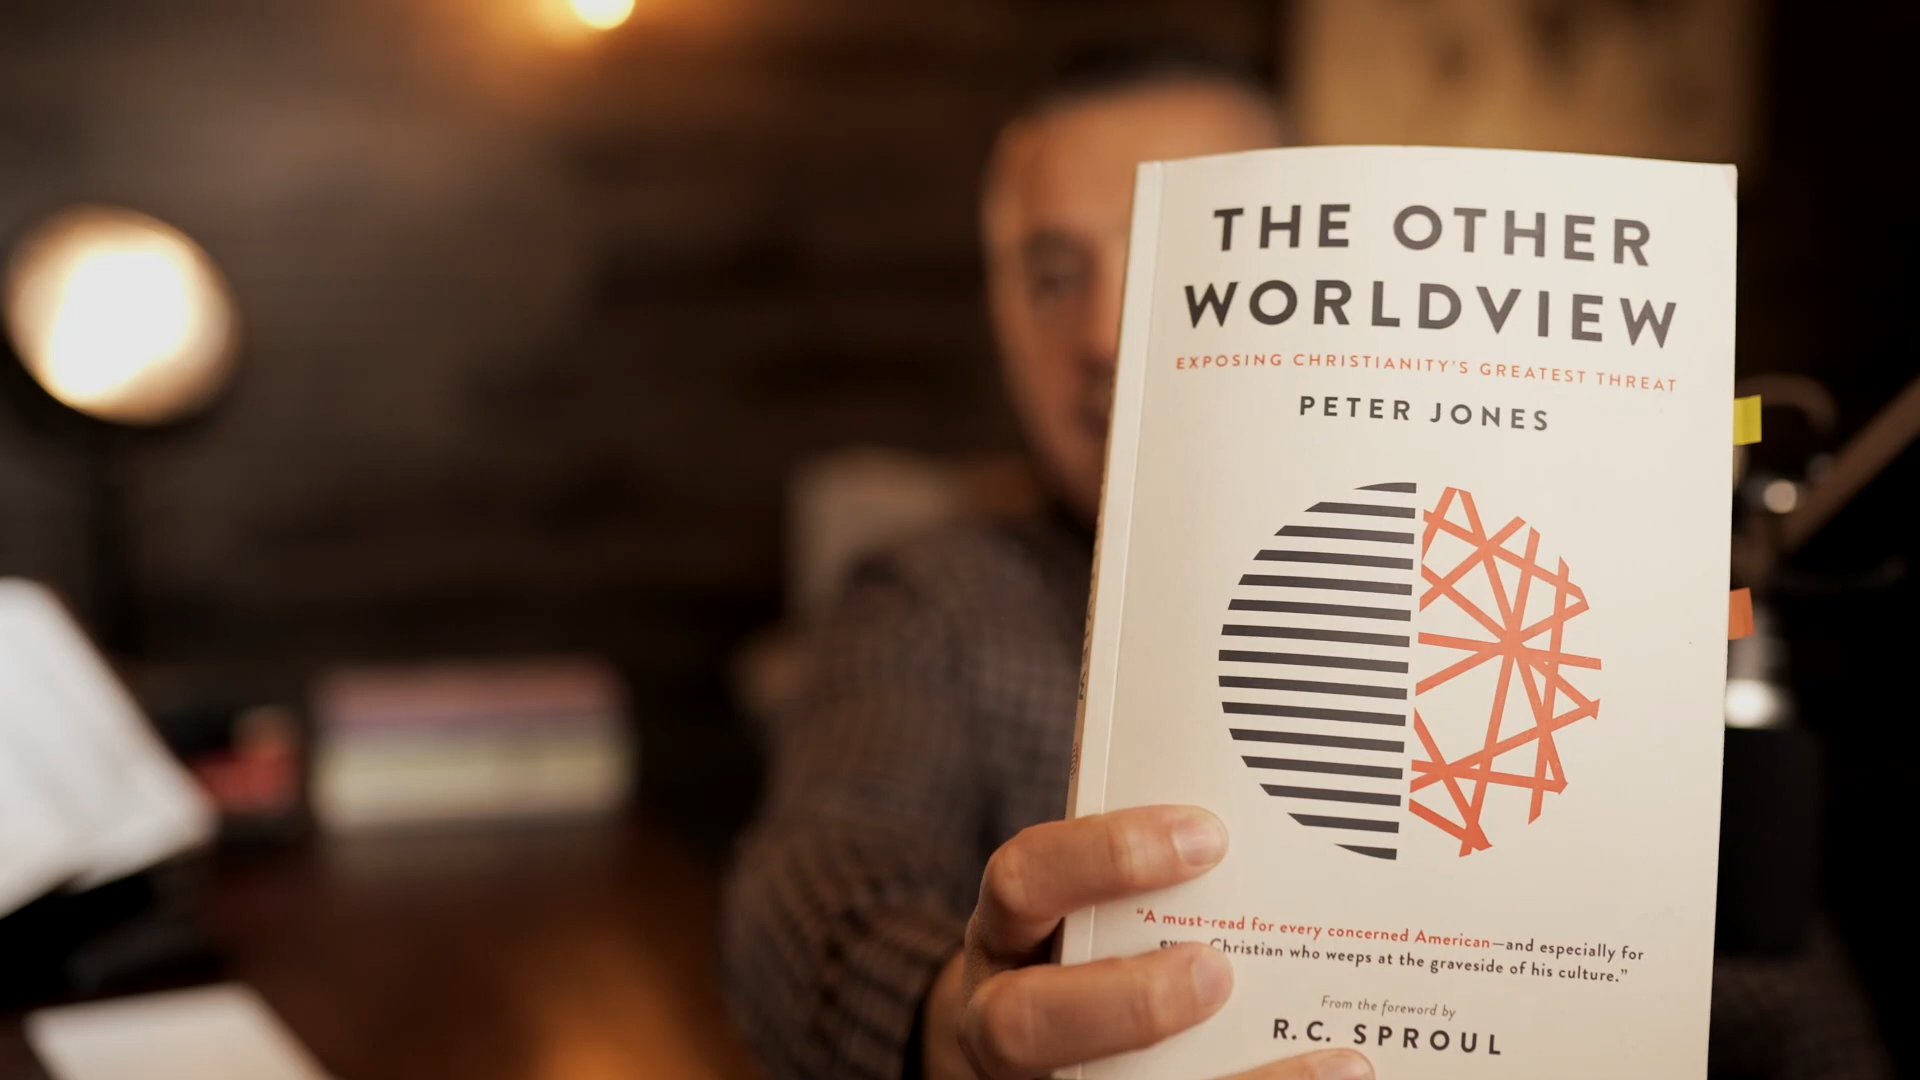 THE OTHER
WORLDVIEW
EXPOSING CHRISTIANITY'S GREATEST THREAT
PETER JONES
“A must-read for every concerned American—and especially for
Christian who weeps at the graveside of his culture.”
From the foreword by
R.C. SPROUL